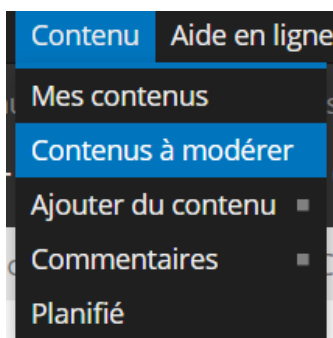 Contenu Aide en ligne
Mes contenus
Contenus à modérer
Ajouter du contenu
Commentaires
Planifié